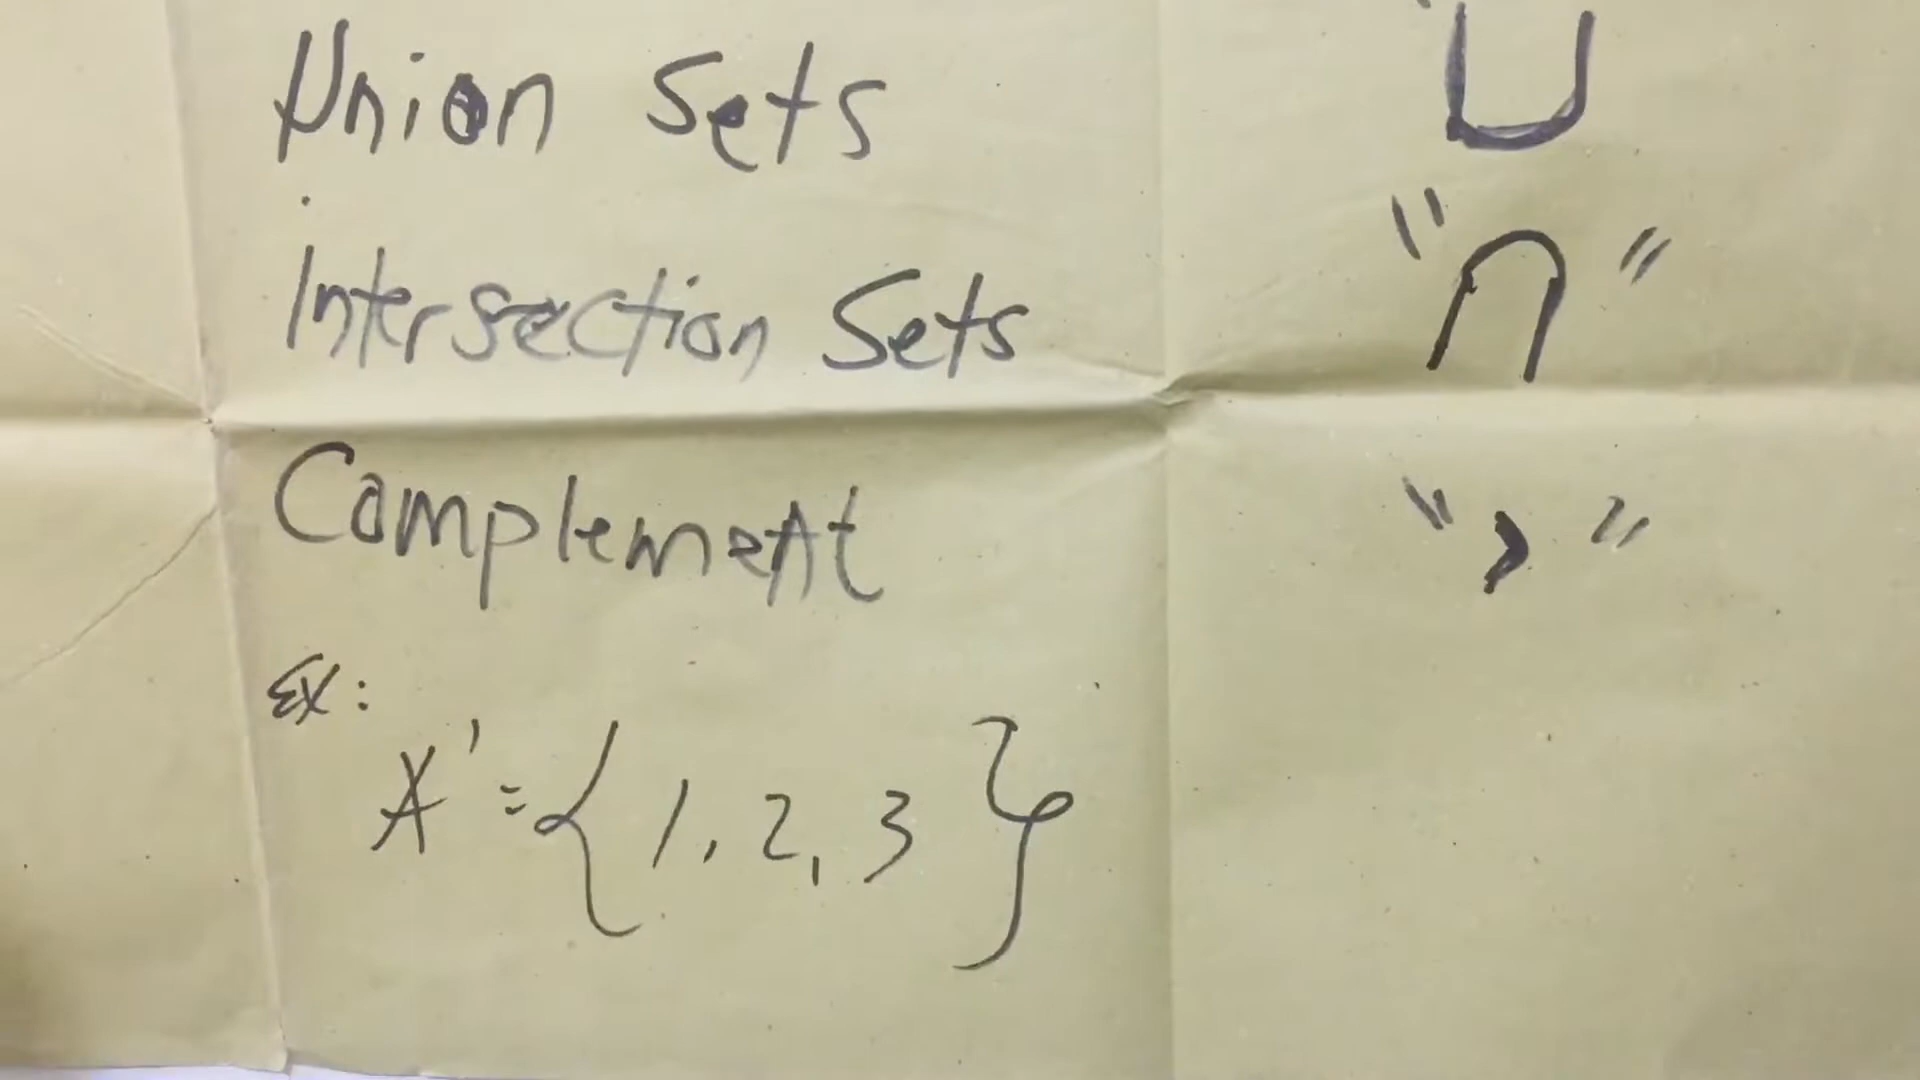 Union Sets "U
Intersection Sets "∩"
Complement "ʼ"
Ex:
A' = {1, 2, 3}